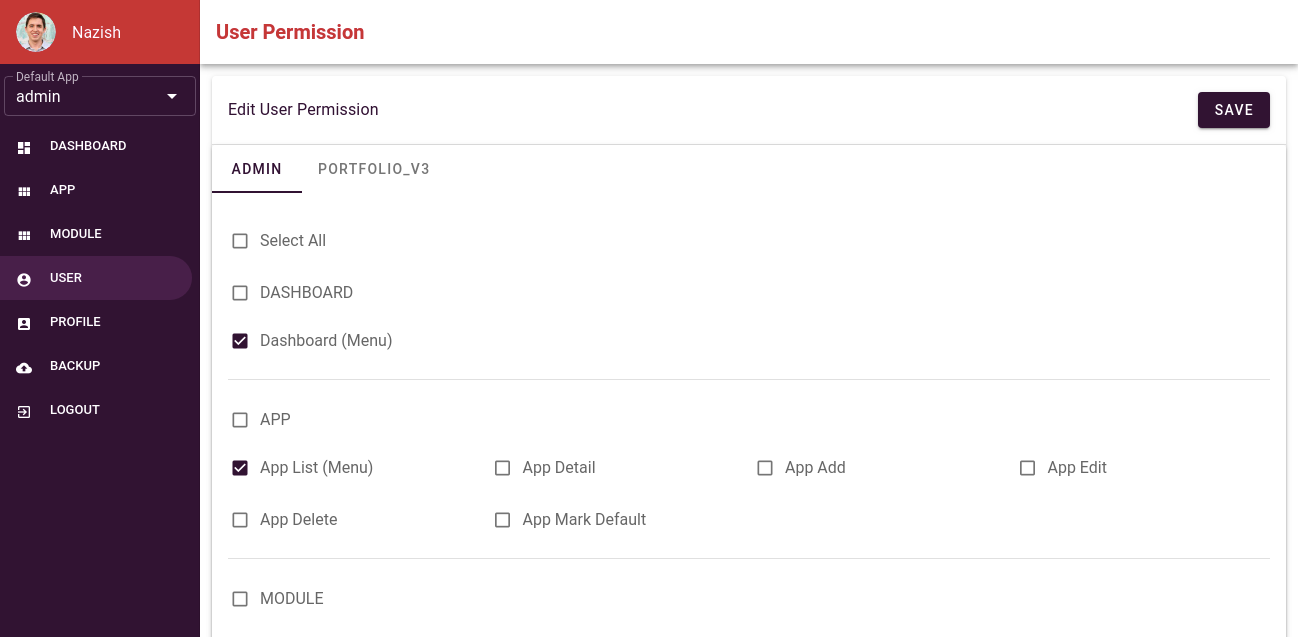 Nazish
User Permission
Default App
admin
DASHBOARD
APP
MODULE
USER
PROFILE
BACKUP
LOGOUT
Edit User Permission
SAVE
ADMIN PORTFOLIO_V3
Select All
DASHBOARD
Dashboard (Menu)
APP
App List (Menu) App Detail App Add App Edit
App Delete App Mark Default
MODULE